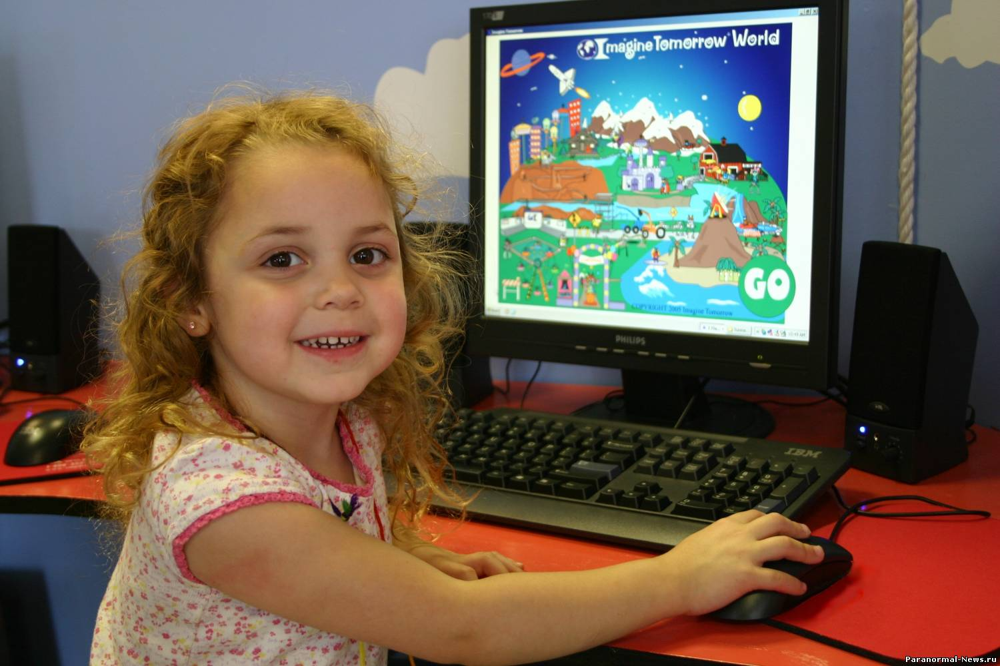 Imagine Tomorrow World
GO
COPYRIGHT 2005 Imagine Tomorrow
PHILIPS
IBM
Paranormal-News.ru